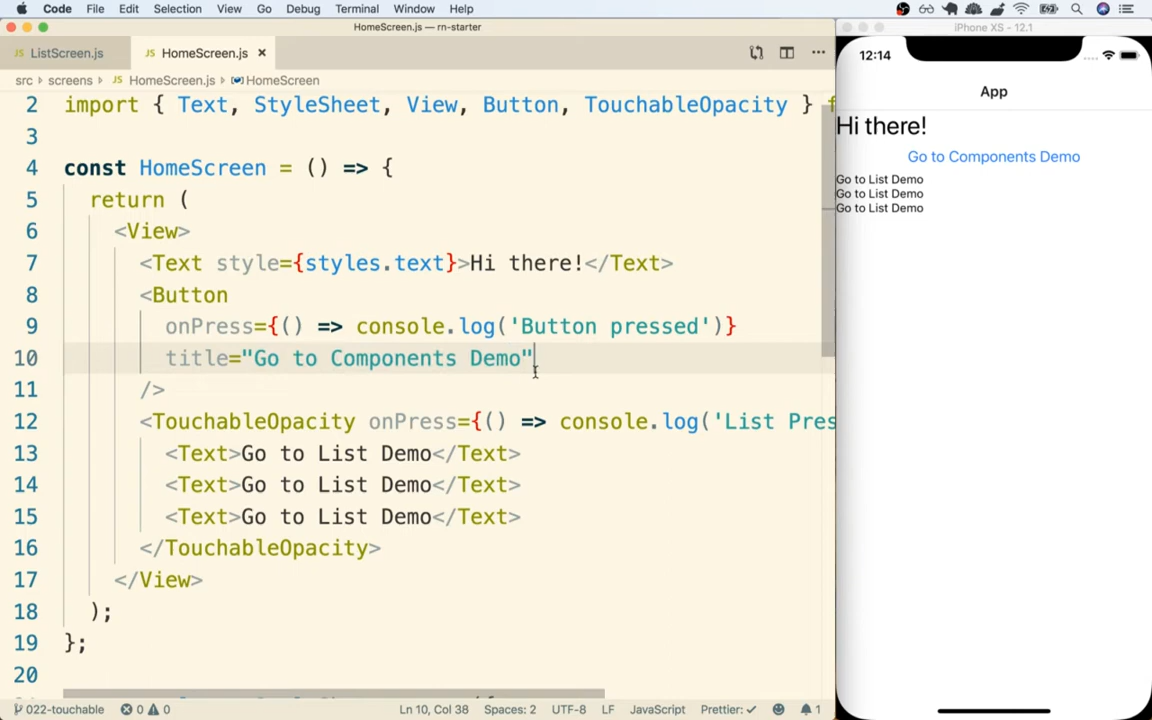 Code File Edit Selection View Go Debug Terminal Window Help
HomeScreen.js — rn-starter
iPhone XS - 12.1
JS ListScreen.js
JS HomeScreen.js ×
src › screens › JS HomeScreen.js › HomeScreen
2 import { Text, StyleSheet, View, Button, TouchableOpacity } f
3
4 const HomeScreen = () => {
5 return (
6 <View>
7 <Text style={styles.text}>Hi there!</Text>
8 <Button
9 onPress={() => console.log('Button pressed')}
10 title="Go to Components Demo"
11 />
12 <TouchableOpacity onPress={() => console.log('List Pres
13 <Text>Go to List Demo</Text>
14 <Text>Go to List Demo</Text>
15 <Text>Go to List Demo</Text>
16 </TouchableOpacity>
17 </View>
18 );
19 };
20
022-touchable 0 0 Ln 10, Col 38 Spaces: 2 UTF-8 LF JavaScript Prettier: ✓ 1
12:14
App
Hi there!
Go to Components Demo
Go to List Demo
Go to List Demo
Go to List Demo